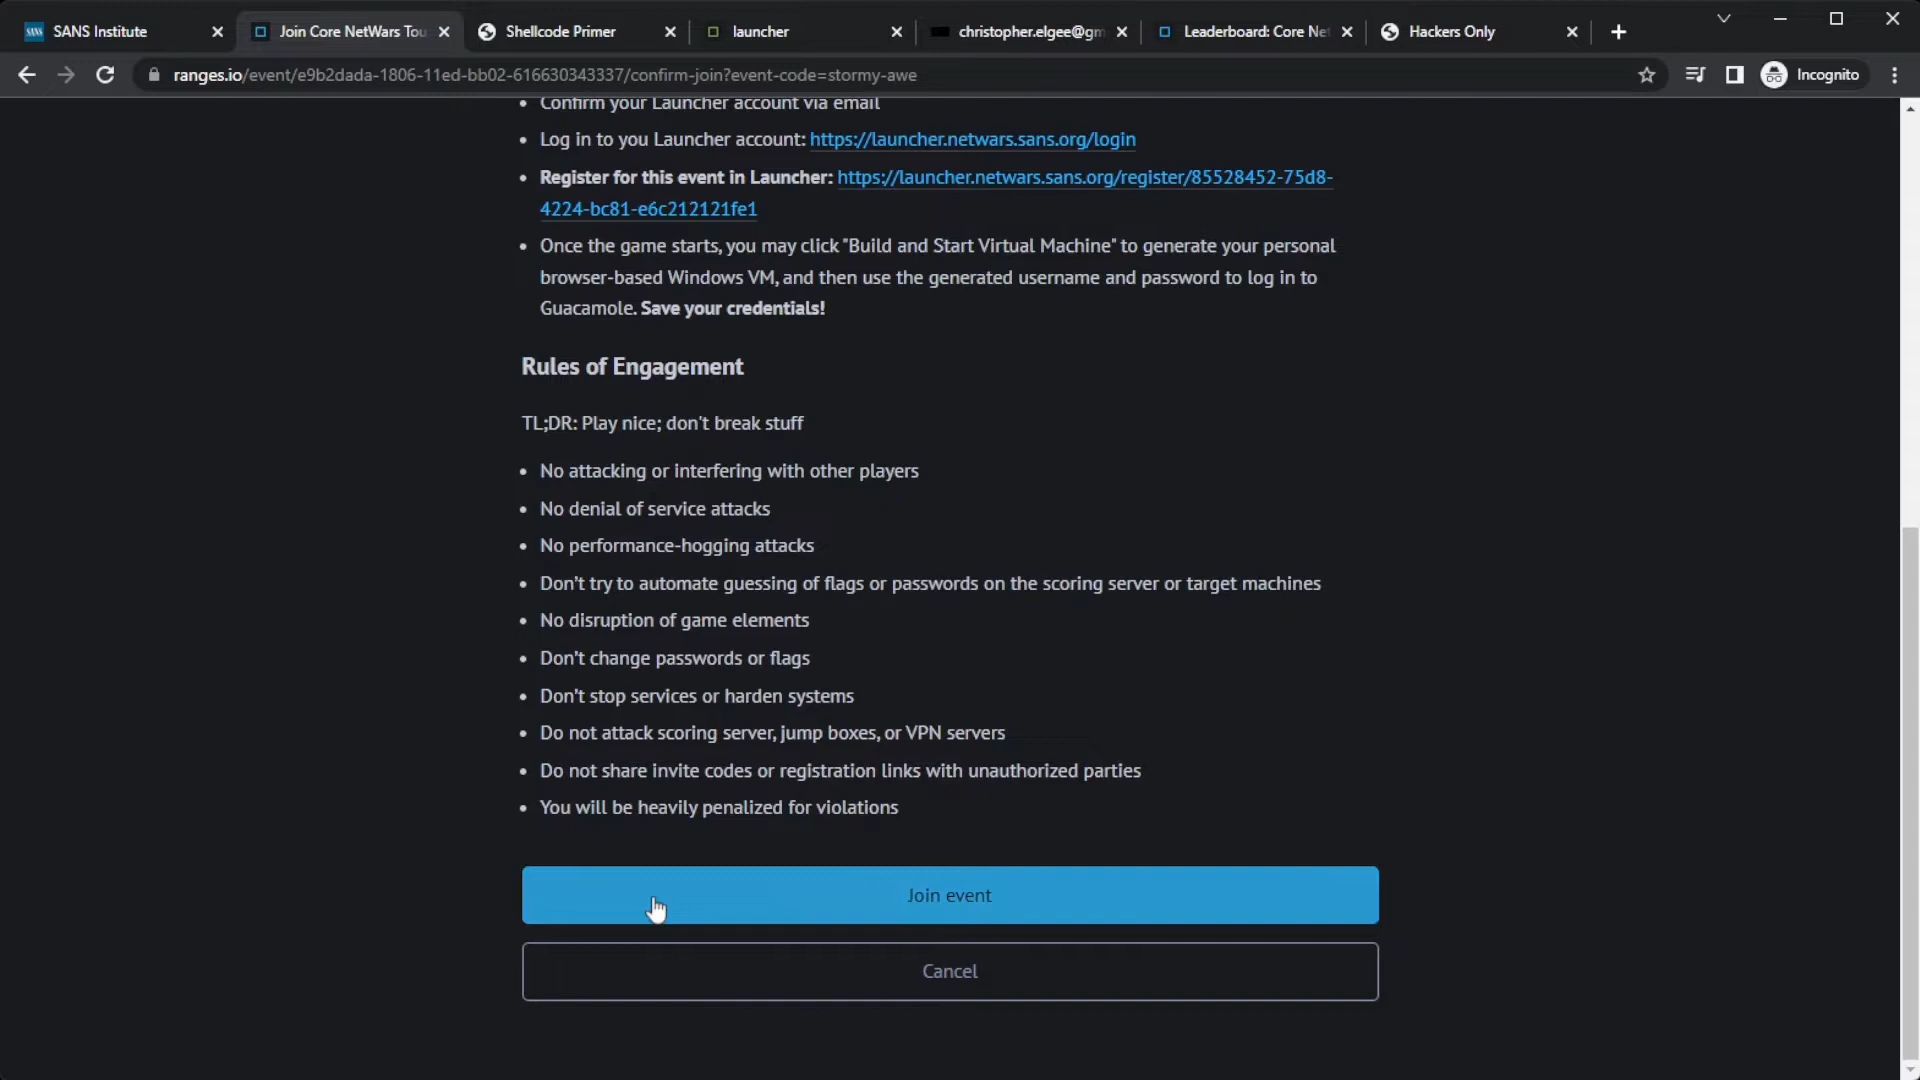 SANS Institute
Join Core NetWars Tou
Shellcode Primer
launcher
christopher.elgee@gm
Leaderboard: Core Net
Hackers Only
ranges.io/event/e9b2dada-1806-11ed-bb02-616630343337/confirm-join?event-code=stormy-awe
Incognito
Confirm your Launcher account via email
Log in to you Launcher account: https://launcher.netwars.sans.org/login
Register for this event in Launcher: https://launcher.netwars.sans.org/register/85528452-75d8-
4224-bc81-e6c212121fe1
Once the game starts, you may click "Build and Start Virtual Machine" to generate your personal
browser-based Windows VM, and then use the generated username and password to log in to
Guacamole. Save your credentials!
Rules of Engagement
TL;DR: Play nice; don't break stuff
No attacking or interfering with other players
No denial of service attacks
No performance-hogging attacks
Don't try to automate guessing of flags or passwords on the scoring server or target machines
No disruption of game elements
Don't change passwords or flags
Don't stop services or harden systems
Do not attack scoring server, jump boxes, or VPN servers
Do not share invite codes or registration links with unauthorized parties
You will be heavily penalized for violations
Join event
Cancel